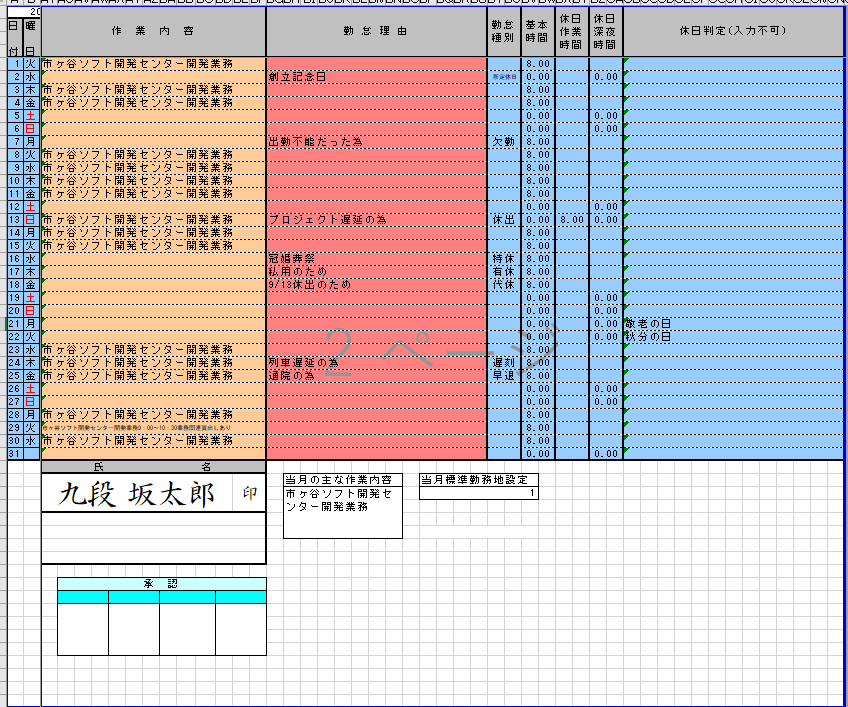 20
日付 曜日 作業内容 勤怠理由 勤怠種別 基本時間 休日作業時間 休日深夜時間 休日判定(入力不可)
1 火 市ヶ谷ソフト開発センター開発業務 8.00
2 水 創立記念日 所定休日 0.00 0.00
3 木 市ヶ谷ソフト開発センター開発業務 8.00
4 金 市ヶ谷ソフト開発センター開発業務 8.00
5 土 0.00 0.00
6 日 0.00 0.00
7 月 出勤不能だった為 欠勤 8.00
8 火 市ヶ谷ソフト開発センター開発業務 8.00
9 水 市ヶ谷ソフト開発センター開発業務 8.00
10 木 市ヶ谷ソフト開発センター開発業務 8.00
11 金 市ヶ谷ソフト開発センター開発業務 8.00
12 土 0.00 0.00
13 日 市ヶ谷ソフト開発センター開発業務 プロジェクト遅延の為 休出 0.00 8.00 0.00
14 月 市ヶ谷ソフト開発センター開発業務 8.00
15 火 市ヶ谷ソフト開発センター開発業務 8.00
16 水 冠婚葬祭 特休 8.00
17 木 私用のため 有休 8.00
18 金 9/13休出のため 代休 8.00
19 土 0.00 0.00
20 日 0.00 0.00
21 月 0.00 0.00 敬老の日
22 火 0.00 0.00 秋分の日
23 水 市ヶ谷ソフト開発センター開発業務 8.00
24 木 市ヶ谷ソフト開発センター開発業務 列車遅延の為 遅刻 8.00
25 金 市ヶ谷ソフト開発センター開発業務 通院の為 早退 8.00
26 土 0.00 0.00
27 日 0.00 0.00
28 月 市ヶ谷ソフト開発センター開発業務 8.00
29 火 市ヶ谷ソフト開発センター開発業務9:00～10:30 8.00
30 水 市ヶ谷ソフト開発センター開発業務 8.00
31 0.00 0.00
2 ページ
氏名
九段 坂太郎 印
当月の主な作業内容
市ヶ谷ソフト開発セ
ンター開発業務
当月標準勤務地設定
1
承認